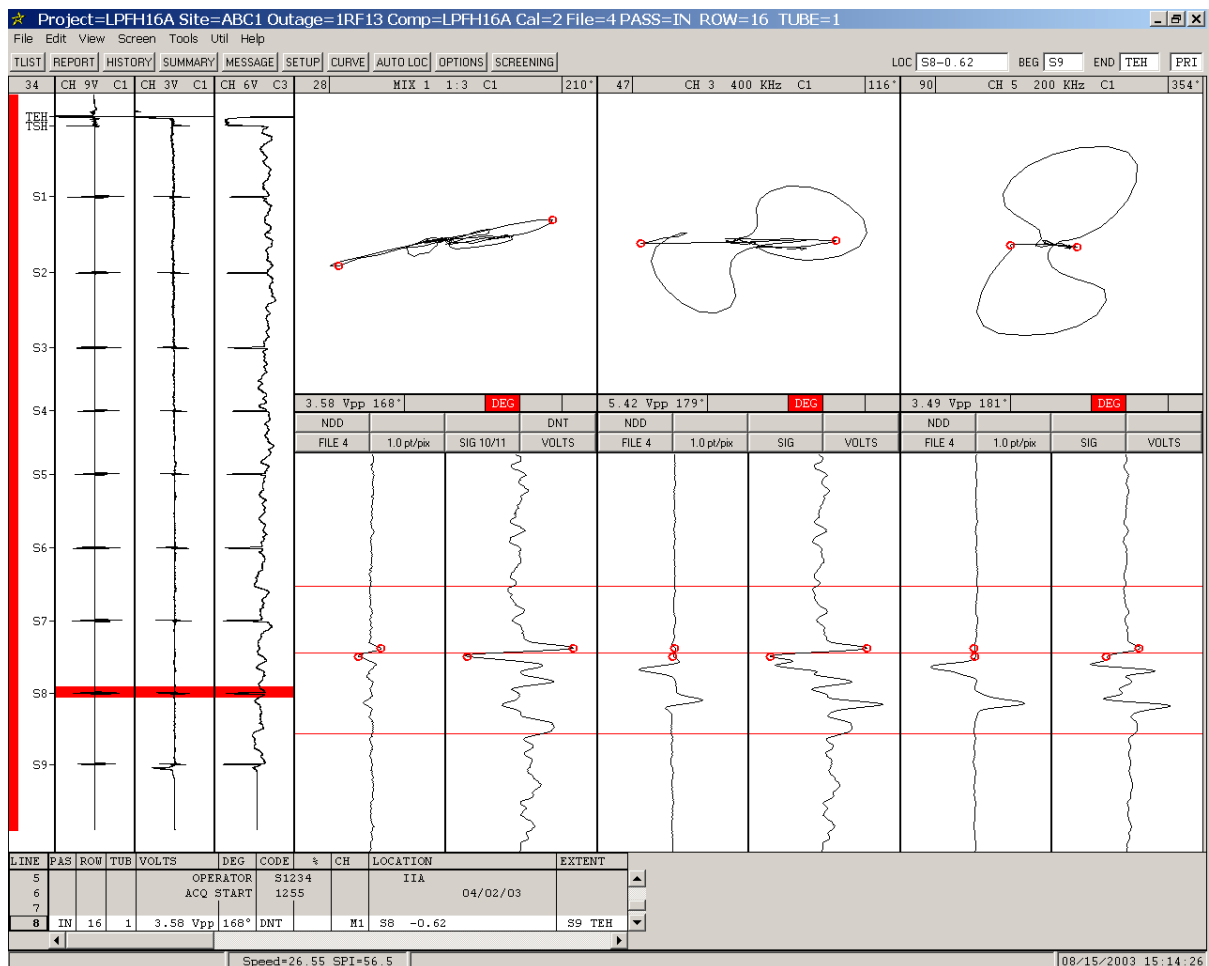 Project=LPFH16A Site=ABC1 Outage=1RF13 Comp=LPFH16A Cal=2 File=4 PASS=IN ROW=16 TUBE=1
File Edit View Screen Tools Util Help
TLIST REPORT HISTORY SUMMARY MESSAGE SETUP CURVE AUTO LOC OPTIONS SCREENING LOC S8-0.62 BEG S9 END TEH PRI
34 CH 9V C1 CH 3V C1 CH 6V C3 28 MIX 1 1:3 C1 210° 47 CH 3 400 KHz C1 116° 90 CH 5 200 KHz C1 354°
TEH
TSH
S1
S2
S3
S4
S5
S6
S7
S8
S9
3.58 Vpp 168° DEG 5.42 Vpp 179° DEG 3.49 Vpp 181° DEG
NDD DNT NDD NDD
FILE 4 1.0 pt/pix SIG 10/11 VOLTS FILE 4 1.0 pt/pix SIG VOLTS FILE 4 1.0 pt/pix SIG VOLTS
LINE PAS ROW TUB VOLTS DEG CODE % CH LOCATION EXTENT
5 OPERATOR S1234 IIA
6 ACQ START 1255 04/02/03
7
8 IN 16 1 3.58 Vpp 168° DNT M1 S8 -0.62 S9 TEH
Speed=26.55 SPI=56.5 08/15/2003 15:14:26